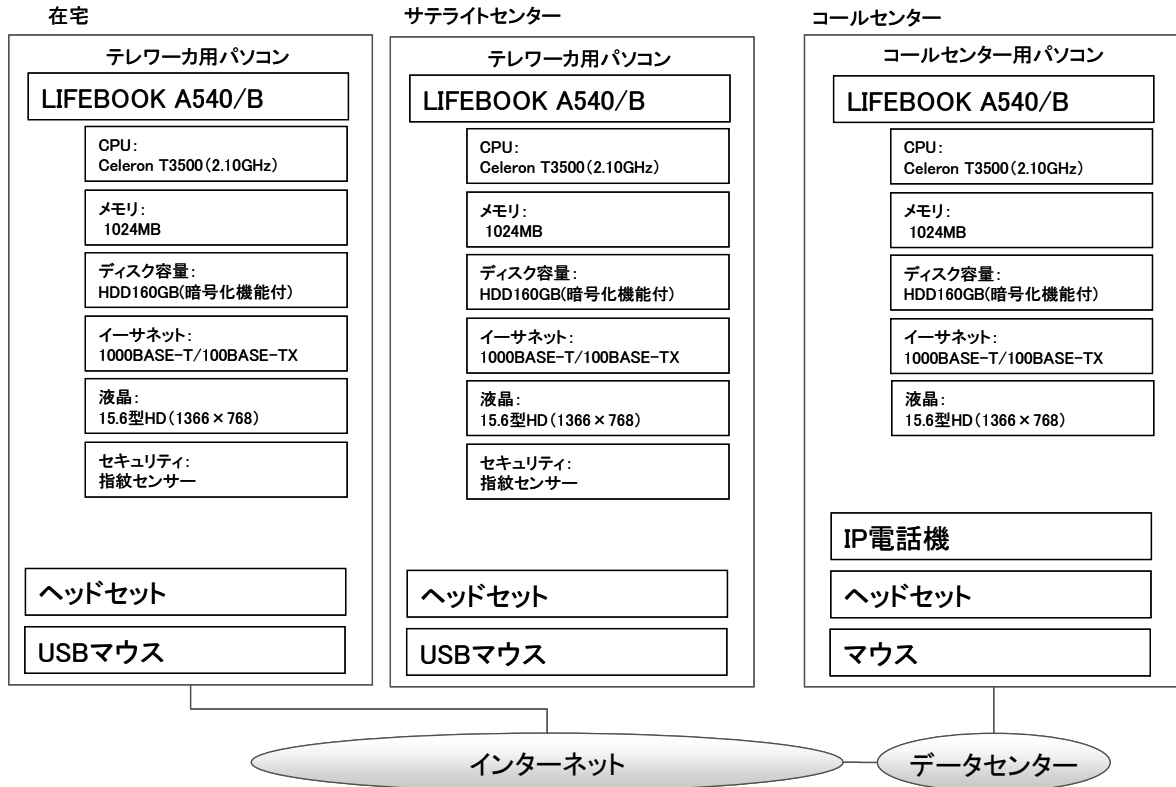 在宅
テレワーカ用パソコン
LIFEBOOK A540/B
CPU:
Celeron T3500(2.10GHz)
メモリ:
1024MB
ディスク容量:
HDD160GB(暗号化機能付)
イーサネット:
1000BASE-T/100BASE-TX
液晶:
15.6型HD(1366×768)
セキュリティ:
指紋センサー
ヘッドセット
USBマウス
サテライトセンター
テレワーカ用パソコン
LIFEBOOK A540/B
CPU:
Celeron T3500(2.10GHz)
メモリ:
1024MB
ディスク容量:
HDD160GB(暗号化機能付)
イーサネット:
1000BASE-T/100BASE-TX
液晶:
15.6型HD(1366×768)
セキュリティ:
指紋センサー
ヘッドセット
USBマウス
コールセンター
コールセンター用パソコン
LIFEBOOK A540/B
CPU:
Celeron T3500(2.10GHz)
メモリ:
1024MB
ディスク容量:
HDD160GB(暗号化機能付)
イーサネット:
1000BASE-T/100BASE-TX
液晶:
15.6型HD(1366×768)
IP電話機
ヘッドセット
マウス
インターネット
データセンター